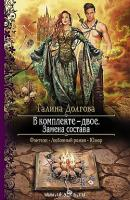 Галина Долгова
В комплекте – двое.
Замена состава
Фэнтези · Любовный роман · Юмор